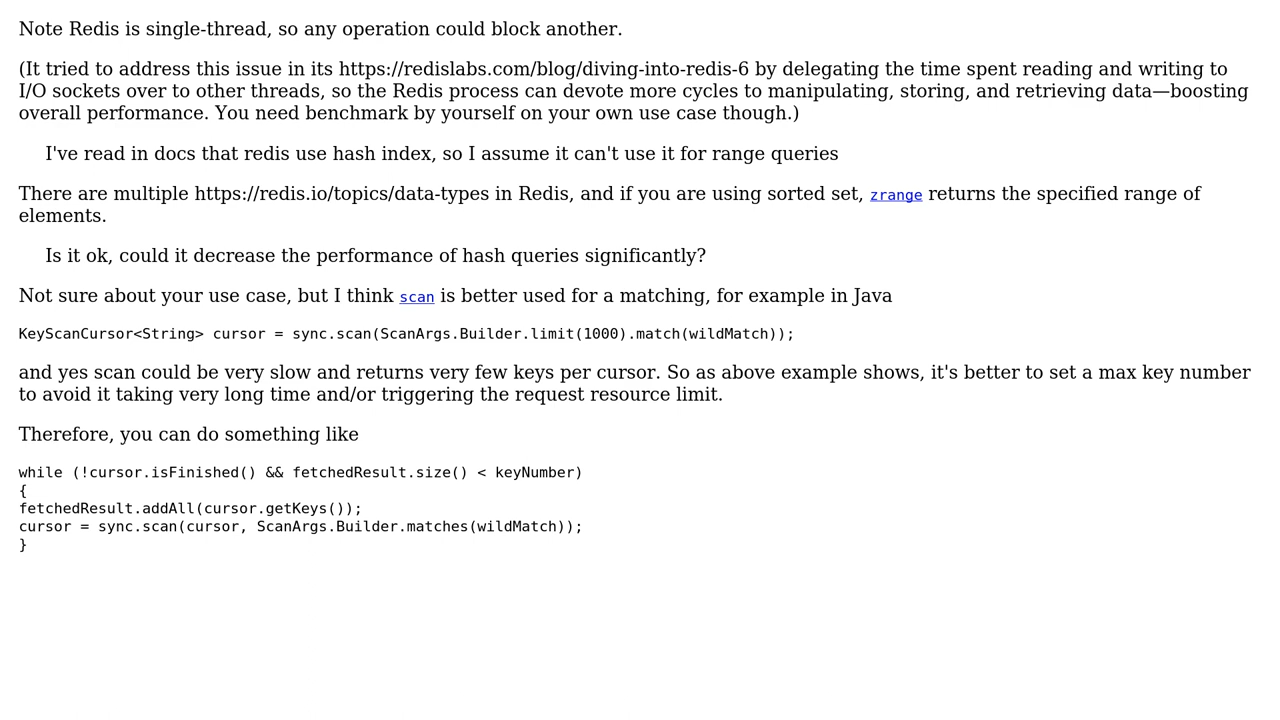 Note Redis is single-thread, so any operation could block another.
(It tried to address this issue in its https://redislabs.com/blog/diving-into-redis-6 by delegating the time spent reading and writing to
I/O sockets over to other threads, so the Redis process can devote more cycles to manipulating, storing, and retrieving data—boosting
overall performance. You need benchmark by yourself on your own use case though.)
I've read in docs that redis use hash index, so I assume it can't use it for range queries
There are multiple https://redis.io/topics/data-types in Redis, and if you are using sorted set, zrange returns the specified range of
elements.
Is it ok, could it decrease the performance of hash queries significantly?
Not sure about your use case, but I think scan is better used for a matching, for example in Java
KeyScanCursor<String> cursor = sync.scan(ScanArgs.Builder.limit(1000).match(wildMatch));
and yes scan could be very slow and returns very few keys per cursor. So as above example shows, it's better to set a max key number
to avoid it taking very long time and/or triggering the request resource limit.
Therefore, you can do something like
while (!cursor.isFinished() && fetchedResult.size() < keyNumber)
{
fetchedResult.addAll(cursor.getKeys());
cursor = sync.scan(cursor, ScanArgs.Builder.matches(wildMatch));
}